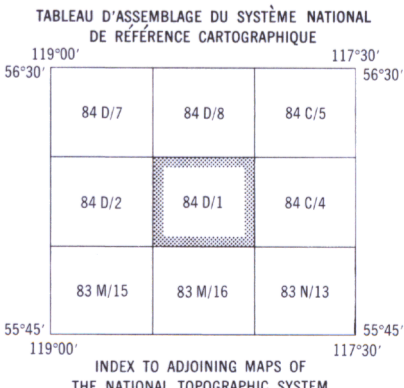 TABLEAU D'ASSEMBLAGE DU SYSTÈME NATIONAL
DE RÉFÉRENCE CARTOGRAPHIQUE
119°00' 117°30'
56°30' 56°30'
84 D/7 84 D/8 84 C/5
84 D/2 84 D/1 84 C/4
83 M/15 83 M/16 83 N/13
55°45' 55°45'
119°00' 117°30'
INDEX TO ADJOINING MAPS OF
THE NATIONAL TOPOGRAPHIC SYSTEM